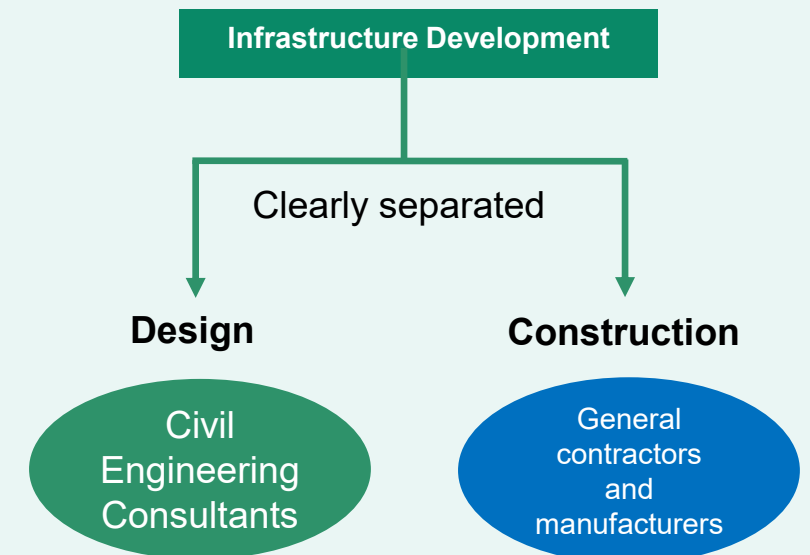 Infrastructure Development
Clearly separated
Design
Construction
Civil
Engineering
Consultants
General
contractors
and
manufacturers